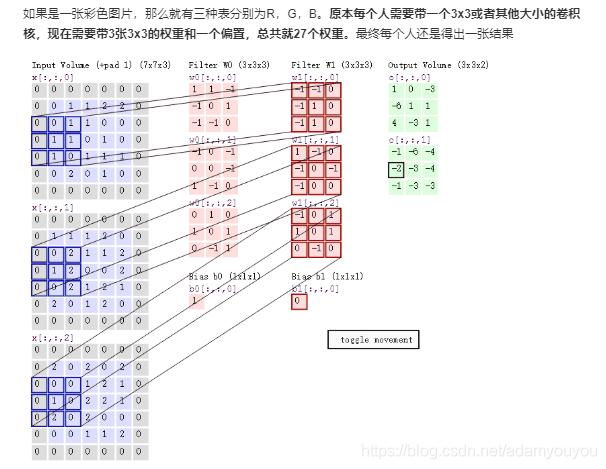 如果是一张彩色图片，那么就有三种表分别为R，G，B。原本每个人需要带一个3x3或者其他大小的卷积
核，现在需要带3张3x3的权重和一个偏置，总共就27个权重。最终每个人还是得出一张结果
Input Volume (+pad 1) (7x7x3)
x[:,:,0]
0 0 0 0 0 0 0
0 0 1 1 2 2 0
0 0 1 1 0 0 0
0 1 1 0 1 0 0
0 1 0 1 1 1 0
0 0 2 0 1 0 0
0 0 0 0 0 0 0
x[:,:,1]
0 0 0 0 0 0 0
0 1 1 1 2 0 0
0 0 2 1 1 2 0
0 1 2 0 0 2 0
0 0 2 1 2 1 0
0 2 0 1 2 0 0
0 0 0 0 0 0 0
x[:,:,2]
0 0 0 0 0 0 0
0 2 0 2 0 2 0
0 0 0 1 2 1 0
0 1 0 2 2 1 0
0 2 0 2 0 0 0
0 0 0 1 1 2 0
0 0 0 0 0 0 0
Filter W0 (3x3x3)
w0[:,:,0]
1 1 -1
-1 0 1
-1 -1 0
w0[:,:,1]
-1 0 -1
0 0 -1
1 -1 0
w0[:,:,2]
0 1 0
1 0 1
0 -1 1
Bias b0 (1x1x1)
b0[:,:,0]
1
Filter W1 (3x3x3)
w1[:,:,0]
-1 -1 0
-1 1 0
-1 1 0
w1[:,:,1]
1 -1 0
-1 0 -1
-1 0
w1[:,:,2]
-1 0 1
1 0 1
0 -1 0
Bias b1 (1x1x1)
b1[:,:,0]
0
Output Volume (3x3x2)
o[:,:,0]
1 0 -3
-6 1 1
4 -3 1
o[:,:,1]
-1 -6 -4
-2 -3 -4
-1 -3 -3
toggle movement
https://blog.csdn.net/adamyouyou